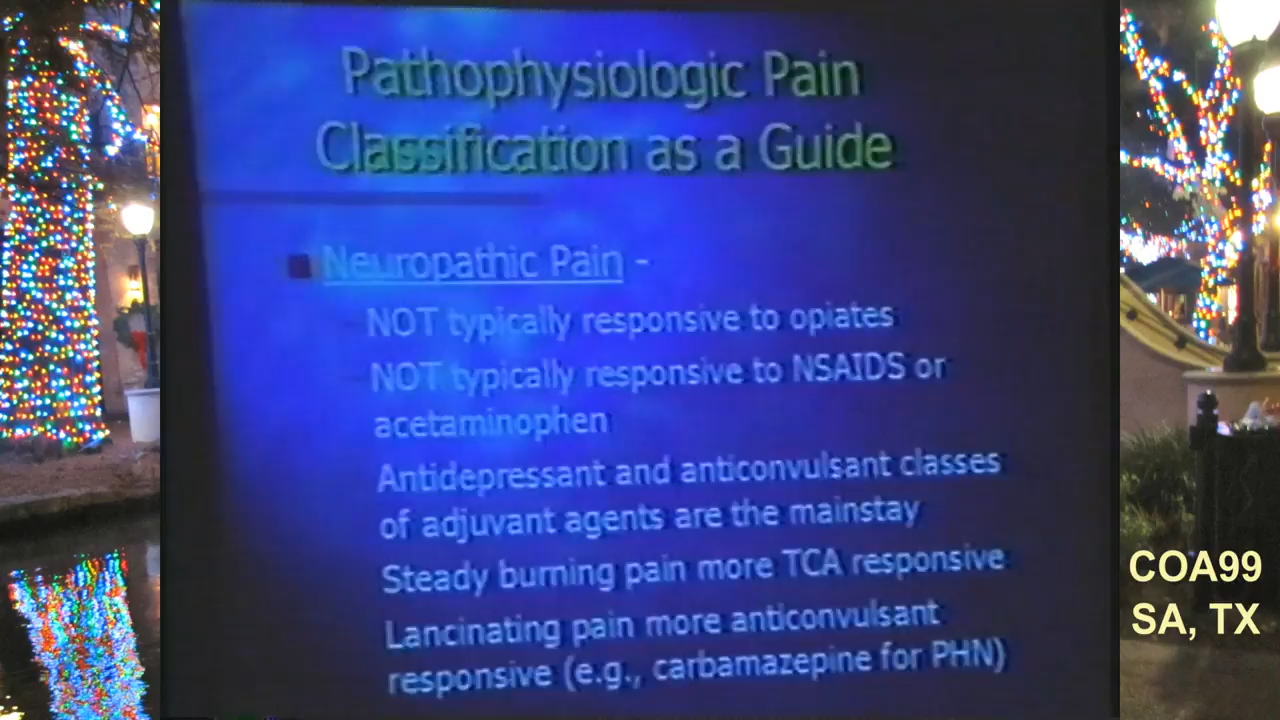 Pathophysiologic Pain
Classification as a Guide
Neuropathic Pain -
NOT typically responsive to opiates
NOT typically responsive to NSAIDS or
acetaminophen
Antidepressant and anticonvulsant classes
of adjuvant agents are the mainstay
Steady burning pain more TCA responsive
Lancinating pain more anticonvulsant
responsive (e.g., carbamazepine for PHN)
COA99
SA, TX